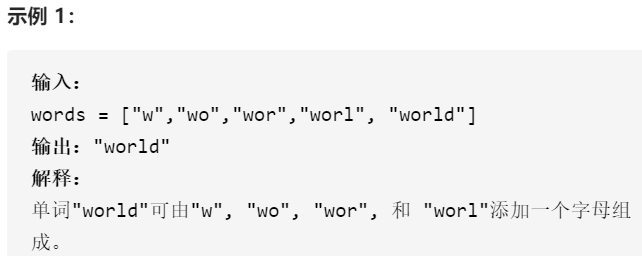 示例 1：
输入：
words = ["w","wo","wor","worl", "world"]
输出："world"
解释：
单词"world"可由"w", "wo", "wor", 和 "worl"添加一个字母组
成。